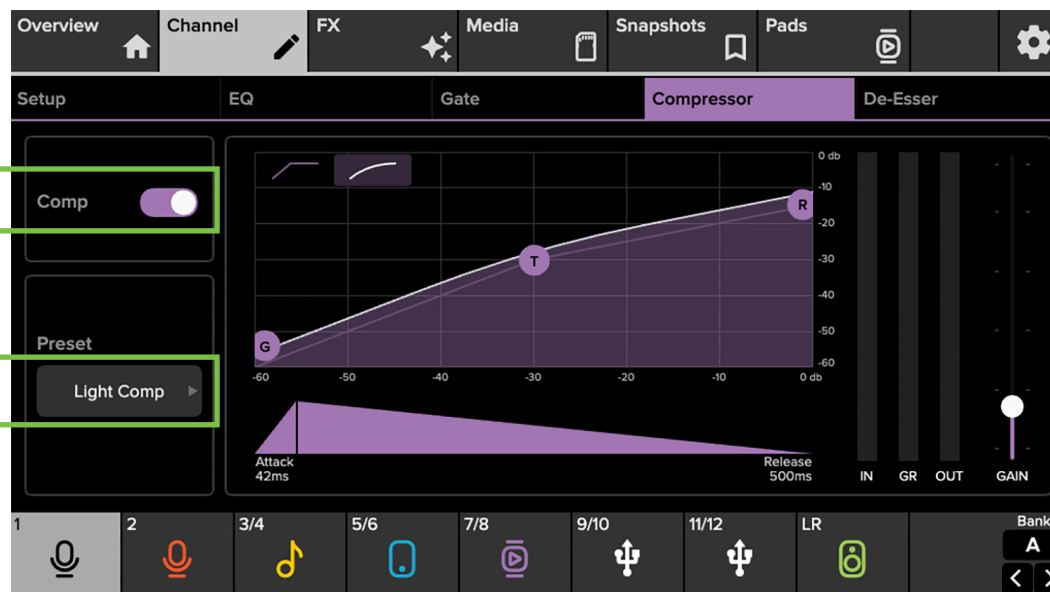 Overview
Channel
FX
Media
Snapshots
Pads
Setup
EQ
Gate
Compressor
De-Esser
Comp
Preset
Light Comp
G
T
R
0 db
-10
-20
-30
-40
-50
-60
-60
-50
-40
-30
-20
-10
0 db
Attack
42ms
Release
500ms
IN
GR
OUT
GAIN
1
2
3/4
5/6
7/8
9/10
11/12
LR
Bank
A